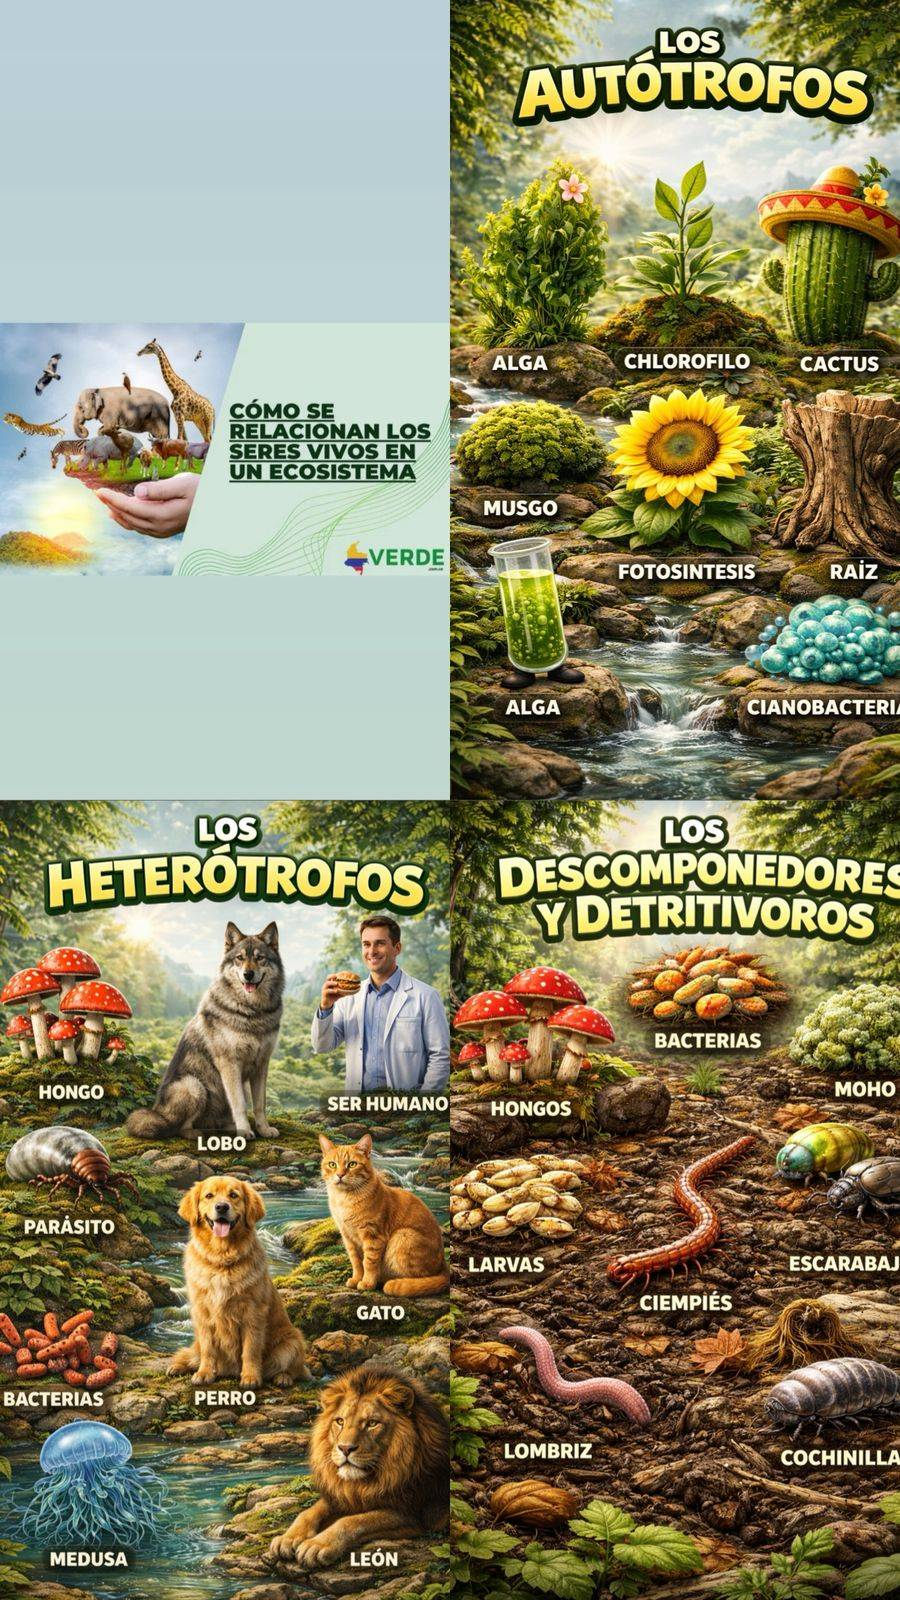 CÓMO SE
RELACIONAN LOS
SERES VIVOS EN
UN ECOSISTEMA
VERDE
LOS
AUTÓTROFOS
ALGA
CHLOROFILO
CACTUS
MUSGO
FOTOSINTESIS
RAÍZ
ALGA
CIANOBACTERIA
LOS
HETERÓTROFOS
HONGO
LOBO
SER HUMANO
PARÁSITO
GATO
BACTERIAS
PERRO
MEDUSA
LEÓN
LOS
DESCOMPONEDORES
Y DETRITIVOROS
BACTERIAS
HONGOS
MOHO
LARVAS
ESCARABAJ
CIEMPIÉS
LOMBRIZ
COCHINILLA